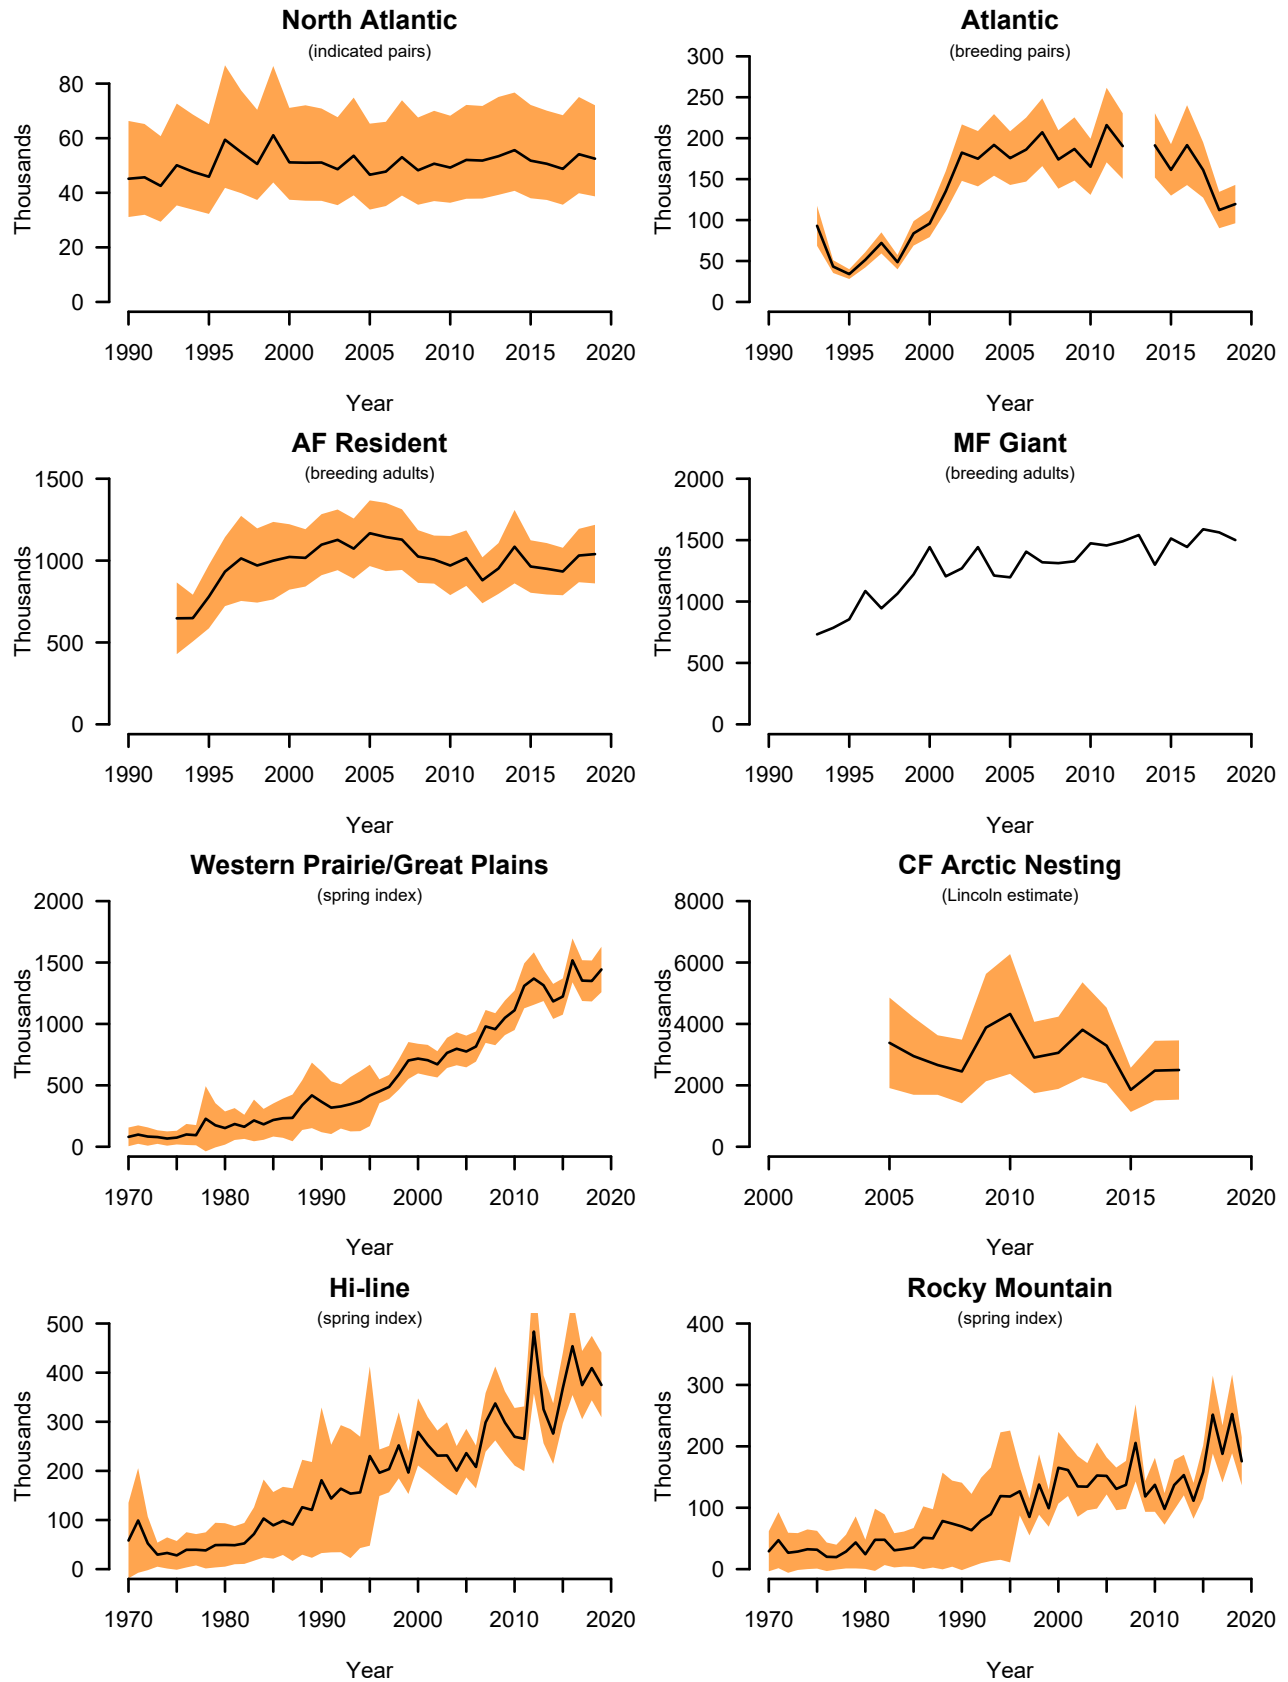 North Atlantic
(indicated pairs)
Thousands
80
60
40
20
0
1990 1995 2000 2005 2010 2015 2020
Year
Atlantic
(breeding pairs)
Thousands
300
250
200
150
100
50
0
1990 1995 2000 2005 2010 2015 2020
Year
AF Resident
(breeding adults)
Thousands
1500
1000
500
0
1990 1995 2000 2005 2010 2015 2020
Year
MF Giant
(breeding adults)
Thousands
2000
1500
1000
500
0
1990 1995 2000 2005 2010 2015 2020
Year
Western Prairie/Great Plains
(spring index)
Thousands
2000
1500
1000
500
0
1970 1980 1990 2000 2010 2020
Year
CF Arctic Nesting
(Lincoln estimate)
Thousands
8000
6000
4000
2000
0
2000 2005 2010 2015 2020
Year
Hi-line
(spring index)
Thousands
500
400
300
200
100
0
1970 1980 1990 2000 2010 2020
Year
Rocky Mountain
(spring index)
Thousands
400
300
200
100
0
1970 1980 1990 2000 2010 2020
Year